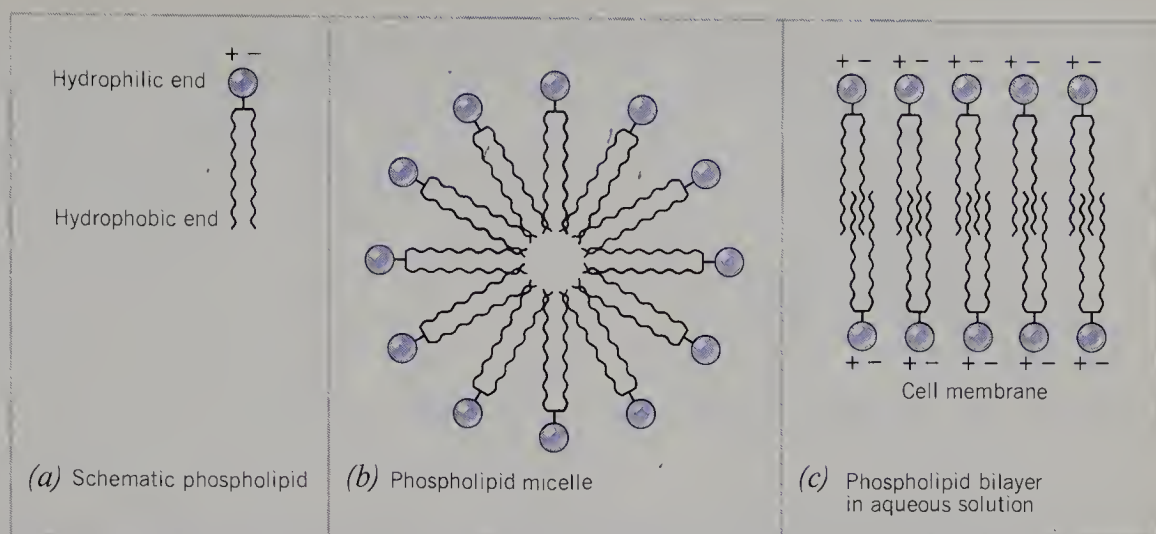 + −
Hydrophilic end
Hydrophobic end
(a) Schematic phospholipid
(b) Phospholipid micelle
+ − + − + − + − + −
+ − + − + − + − + −
Cell membrane
(c) Phospholipid bilayer
in aqueous solution